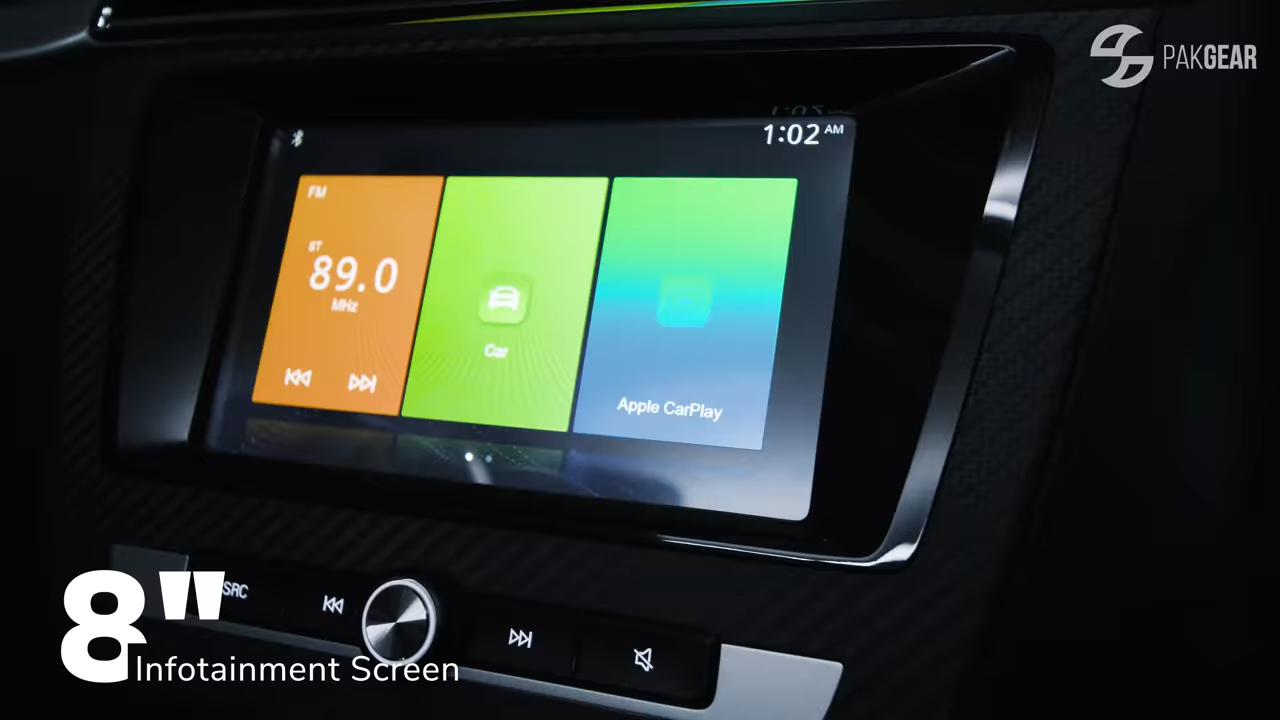 PAKGEAR
1:02 AM
FM
ST
89.0
MHz
Car
Apple CarPlay
SRC
8"
Infotainment Screen